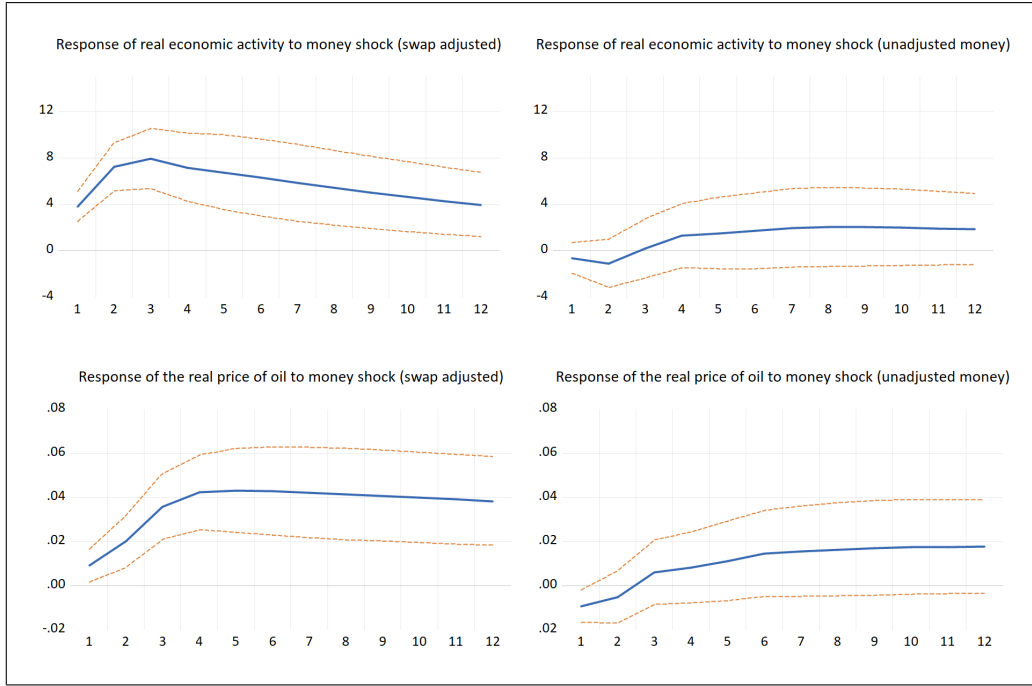 Response of real economic activity to money shock (swap adjusted)
12
8
4
0
-4
1 2 3 4 5 6 7 8 9 10 11 12
Response of real economic activity to money shock (unadjusted money)
12
8
4
0
-4
1 2 3 4 5 6 7 8 9 10 11 12
Response of the real price of oil to money shock (swap adjusted)
.08
.06
.04
.02
.00
-.02
1 2 3 4 5 6 7 8 9 10 11 12
Response of the real price of oil to money shock (unadjusted money)
.08
.06
.04
.02
.00
.02
1 2 3 4 5 6 7 8 9 10 11 12